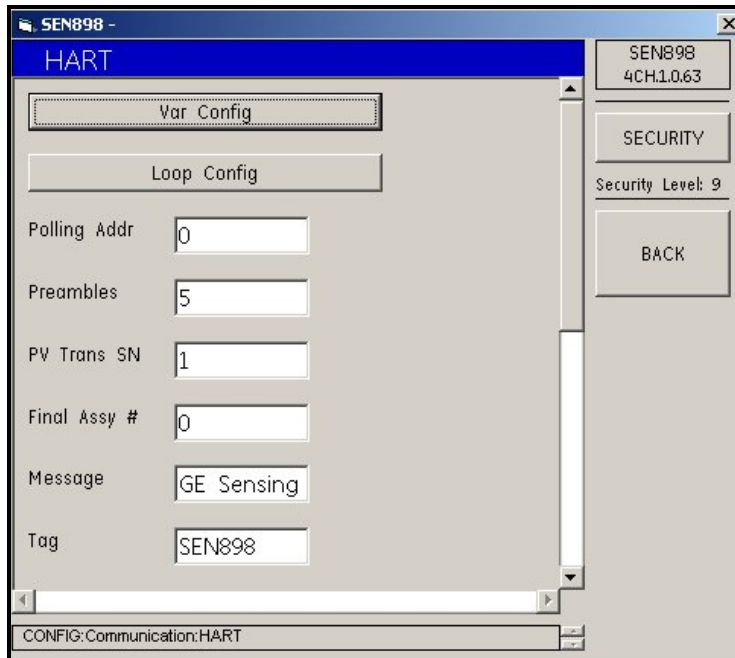 SEN898 -
HART
SEN898
4CH.1.0.63
Var Config
SECURITY
Loop Config
Security Level: 9
Polling Addr 0
BACK
Preambles 5
PV Trans SN 1
Final Assy # 0
Message GE Sensing
Tag SEN898
CONFIG:Communication:HART